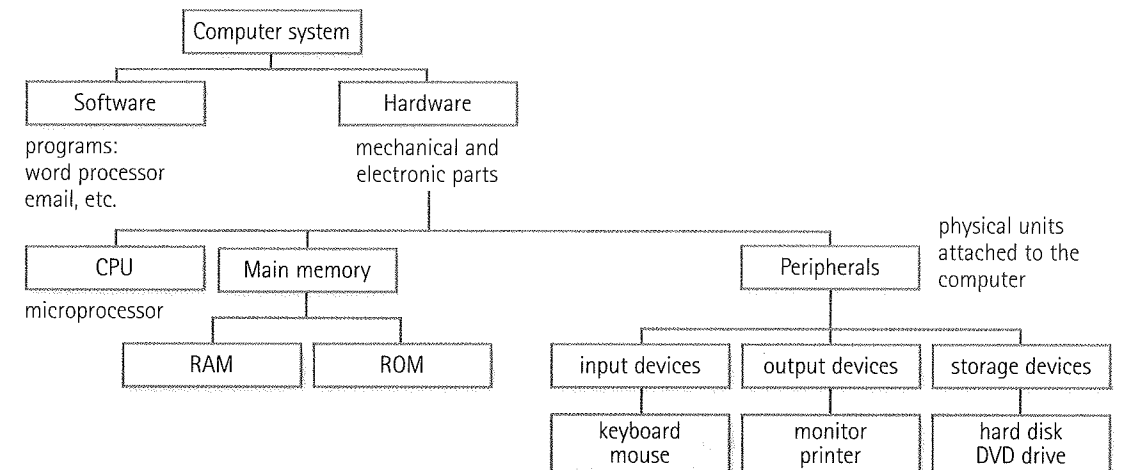 Computer system
Software
Hardware
programs:
word processor
email, etc.
mechanical and
electronic parts
CPU
Main memory
Peripherals
physical units
attached to the
computer
microprocessor
RAM
ROM
input devices
output devices
storage devices
keyboard
mouse
monitor
printer
hard disk
DVD drive